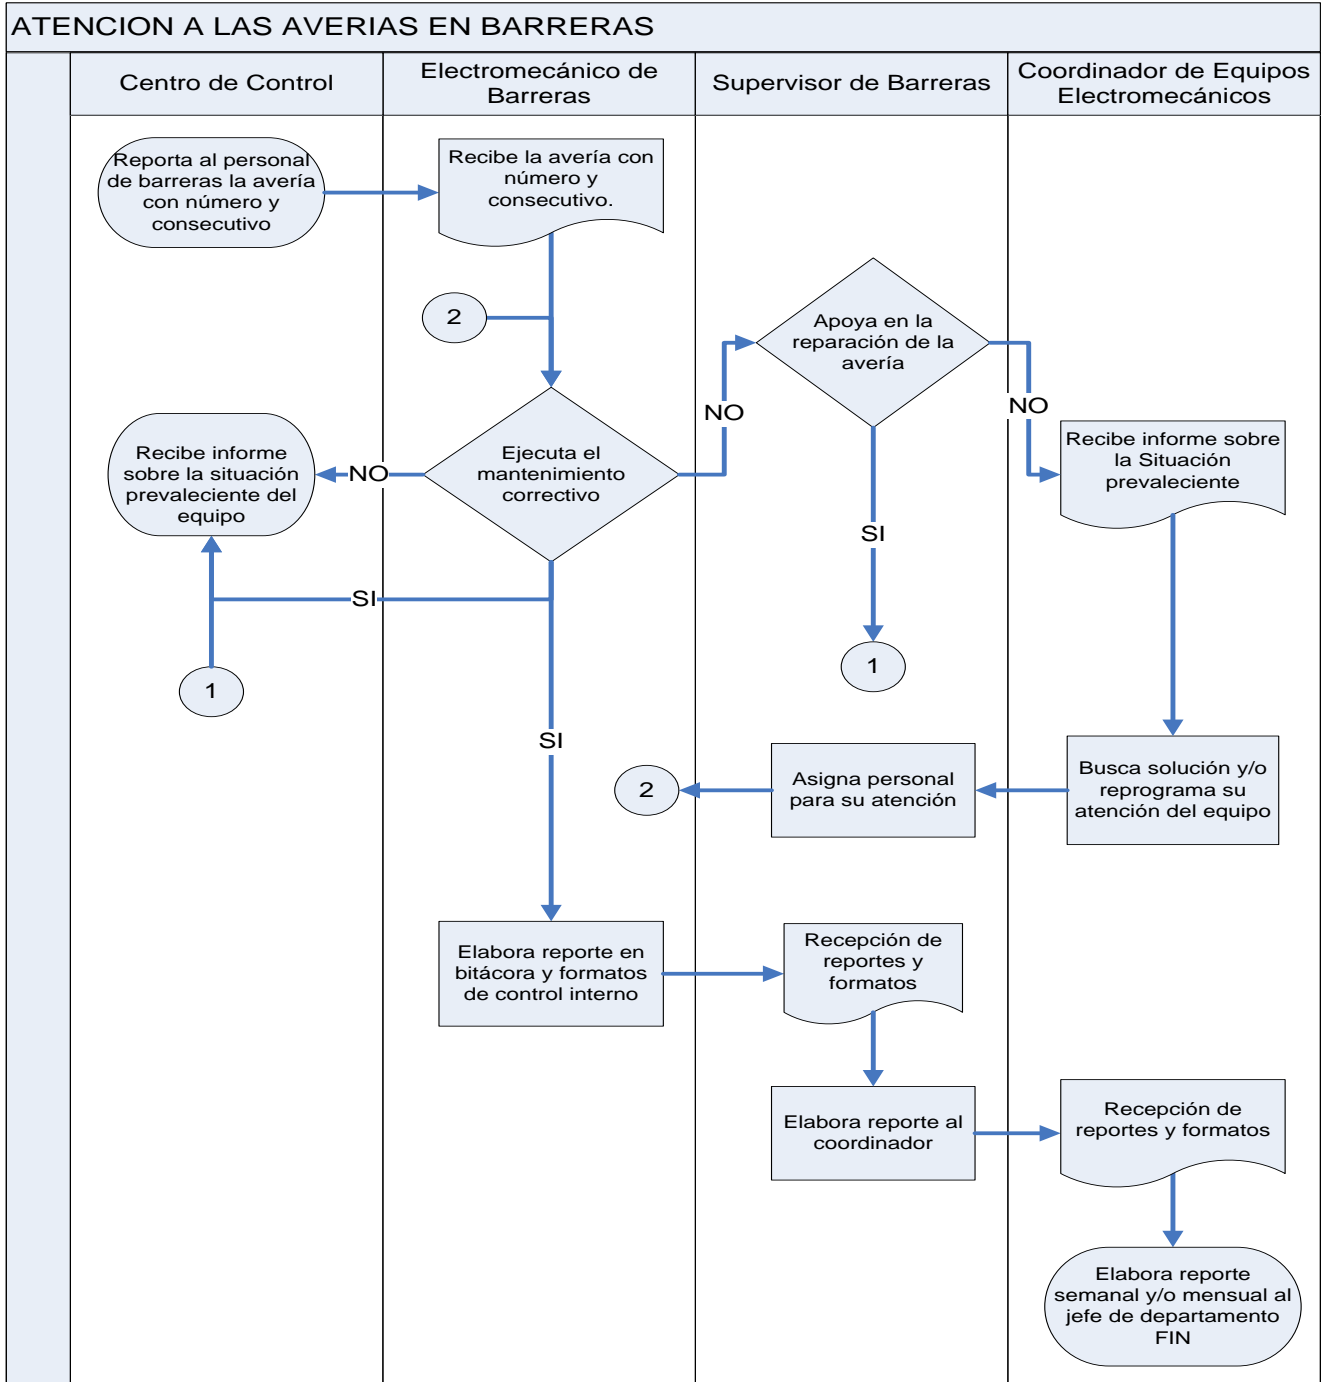 ATENCION A LAS AVERIAS EN BARRERAS
Centro de Control
Electromecánico de
Barreras
Supervisor de Barreras
Coordinador de Equipos
Electromecánicos
Reporta al personal
de barreras la avería
con número y
consecutivo
Recibe la avería con
número y
consecutivo.
2
Apoya en la
reparación de la
avería
NO
NO
Recibe informe
sobre la situación
prevaleciente del
equipo
NO
Ejecuta el
mantenimiento
correctivo
Recibe informe sobre
la Situación
prevaleciente
SI
SI
1
1
SI
2
Asigna personal
para su atención
Busca solución y/o
reprograma su
atención del equipo
Elabora reporte en
bitácora y formatos
de control interno
Recepción de
reportes y
formatos
Elabora reporte al
coordinador
Recepción de
reportes y formatos
Elabora reporte
semanal y/o mensual al
jefe de departamento
FIN